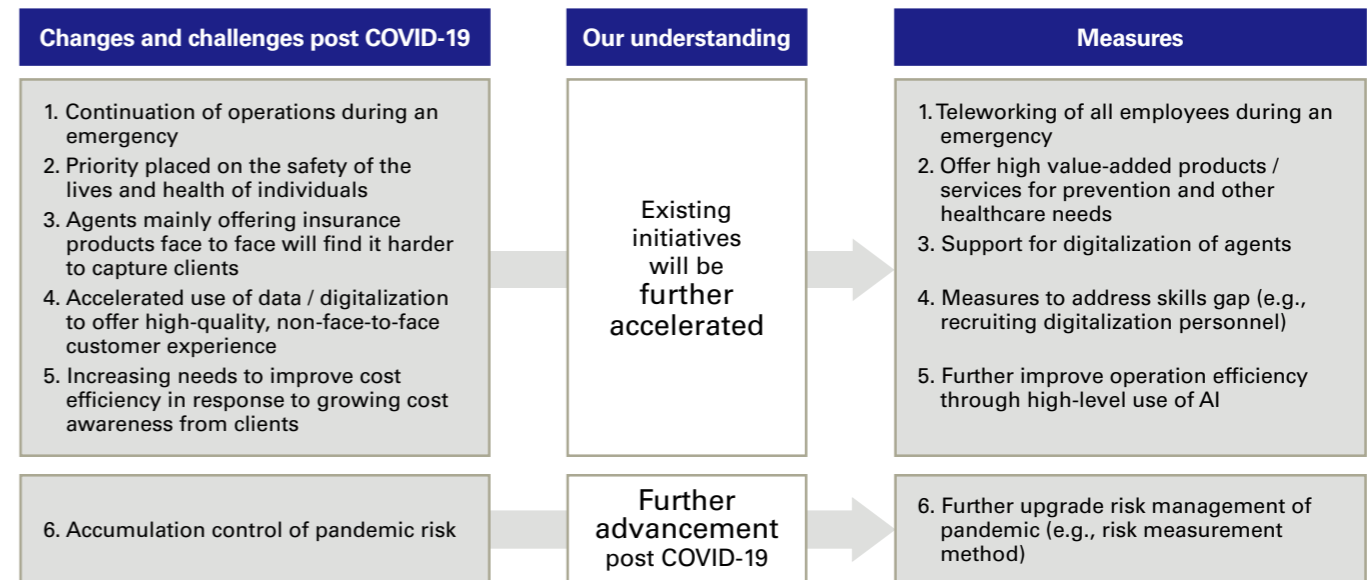 Changes and challenges post COVID-19
Our understanding
Measures
1. Continuation of operations during an
emergency
2. Priority placed on the safety of the
lives and health of individuals
3. Agents mainly offering insurance
products face to face will find it harder
to capture clients
4. Accelerated use of data / digitalization
to offer high-quality, non-face-to-face
customer experience
5. Increasing needs to improve cost
efficiency in response to growing cost
awareness from clients
Existing
initiatives
will be
further
accelerated
1. Teleworking of all employees during an
emergency
2. Offer high value-added products /
services for prevention and other
healthcare needs
3. Support for digitalization of agents
4. Measures to address skills gap (e.g.,
recruiting digitalization personnel)
5. Further improve operation efficiency
through high-level use of AI
6. Accumulation control of pandemic risk
Further
advancement
post COVID-19
6. Further upgrade risk management of
pandemic (e.g., risk measurement
method)